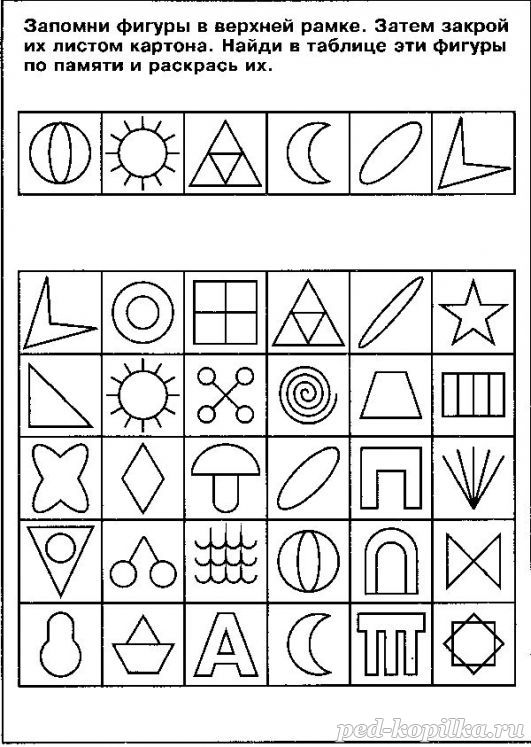 Запомни фигуры в верхней рамке. Затем закрой
их листом картона. Найди в таблице эти фигуры
по памяти и раскрась их.
А
ped-kopilka.ru